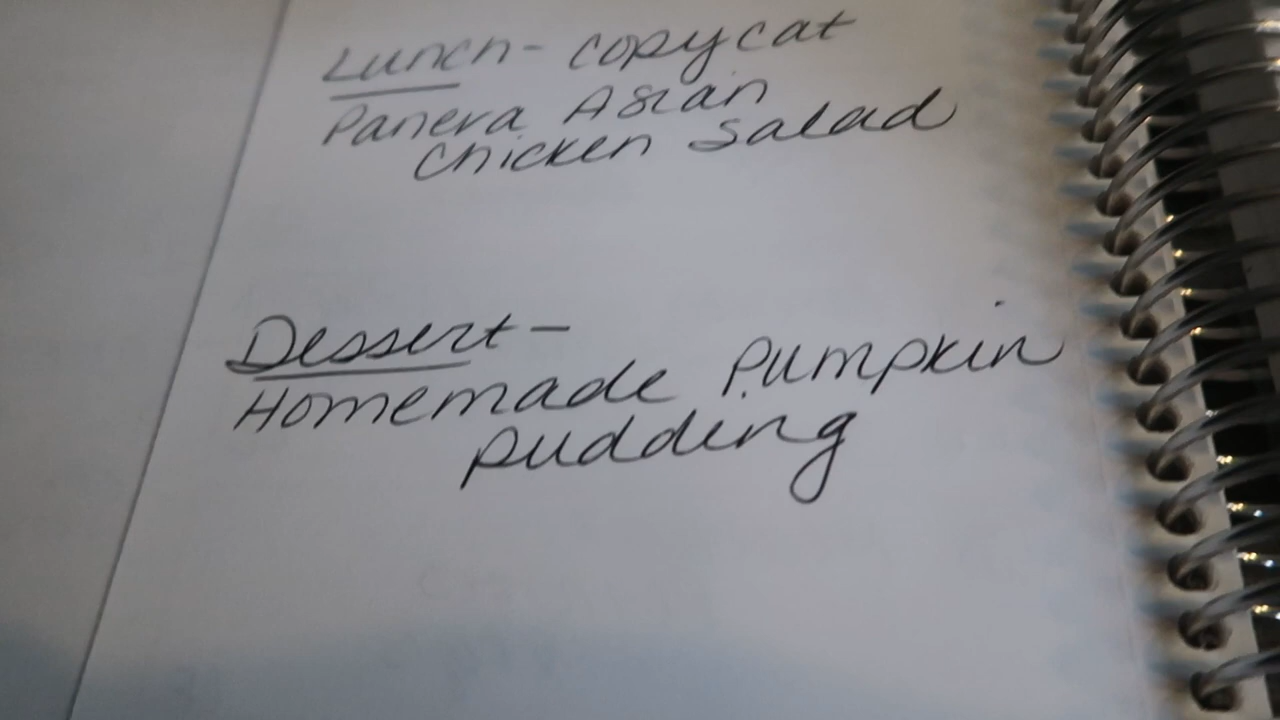 Lunch- copycat
Panera Asian
Chicken Salad
Dessert-
Homemade Pumpkin
pudding